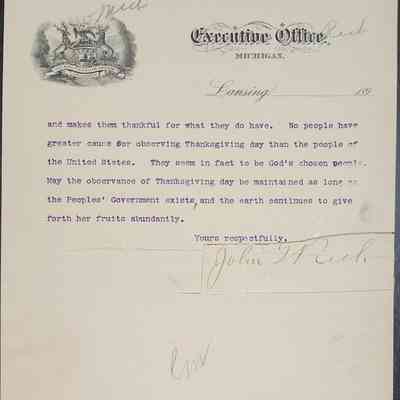 Executive Office,
MICHIGAN.
Lansing 189
and makes them thankful for what they do have. No people have
greater cause for observing Thanksgiving day than the people of
the United States. They seem in fact to be God's chosen people.
May the observance of Thanksgiving day be maintained as long as
the Peoples' Government exists, and the earth continues to give
forth her fruits abundantly.
Yours respectfully,
John T. Rich